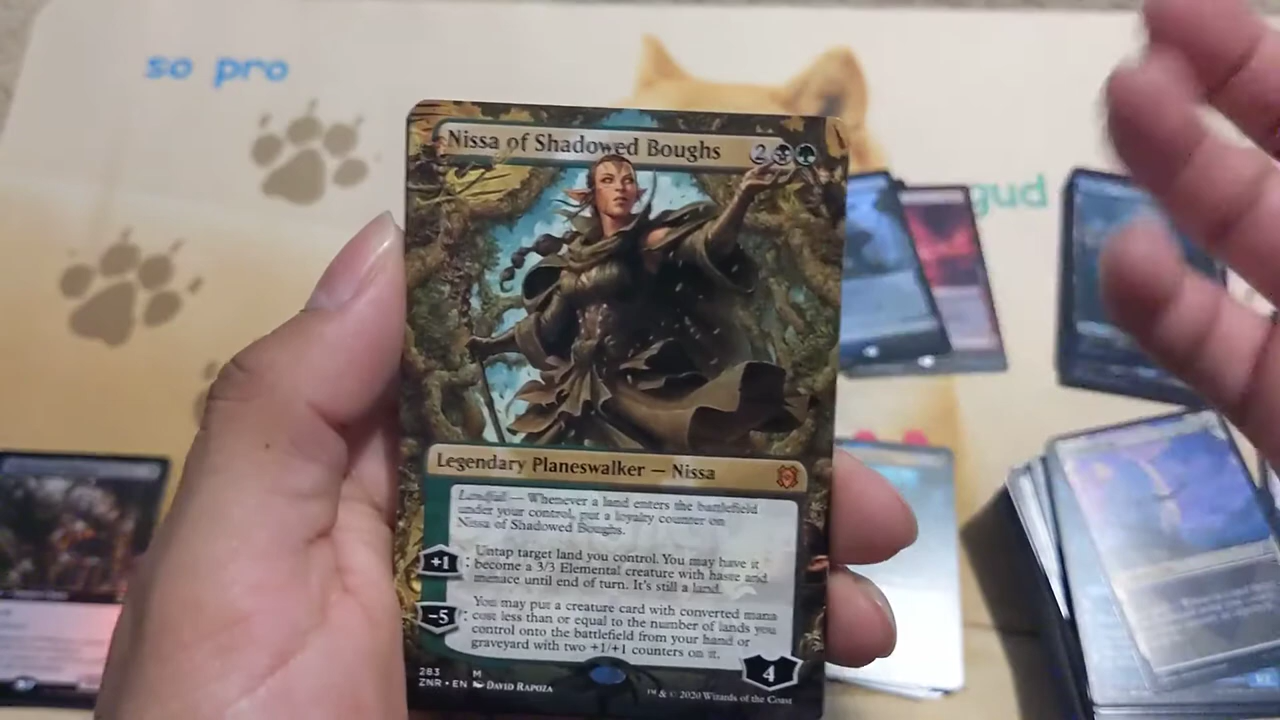 so pro
gud
Nissa of Shadowed Boughs 2
Legendary Planeswalker — Nissa
Landfall — Whenever a land enters the battlefield
under your control, put a loyalty counter on
Nissa of Shadowed Boughs.
+1 : Untap target land you control. You may have it
become a 3/3 Elemental creature with haste and
menace until end of turn. It's still a land.
−5 : You may put a creature card with converted mana
cost less than or equal to the number of lands you
control onto the battlefield from your hand or
graveyard with two +1/+1 counters on it.
4
283 M
ZNR • EN DAVID RAPOZA
™ & © 2020 Wizards of the Coast